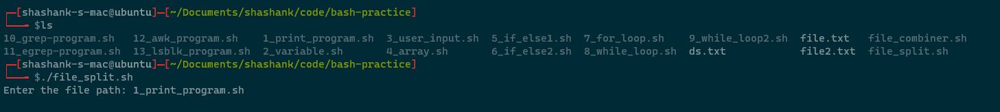 ┌─[shashank-s-mac@ubuntu]─[~/Documents/shashank/code/bash-practice]
└──╼ $ls
10_grep-program.sh 12_awk_program.sh 1_print_program.sh 3_user_input.sh 5_if_else1.sh 7_for_loop.sh 9_while_loop2.sh file.txt file_combiner.sh
11_egrep-program.sh 13_lsblk_program.sh 2_variable.sh 4_array.sh 6_if_else2.sh 8_while_loop.sh ds.txt file2.txt file_split.sh
┌─[shashank-s-mac@ubuntu]─[~/Documents/shashank/code/bash-practice]
└──╼ $./file_split.sh
Enter the file path: 1_print_program.sh